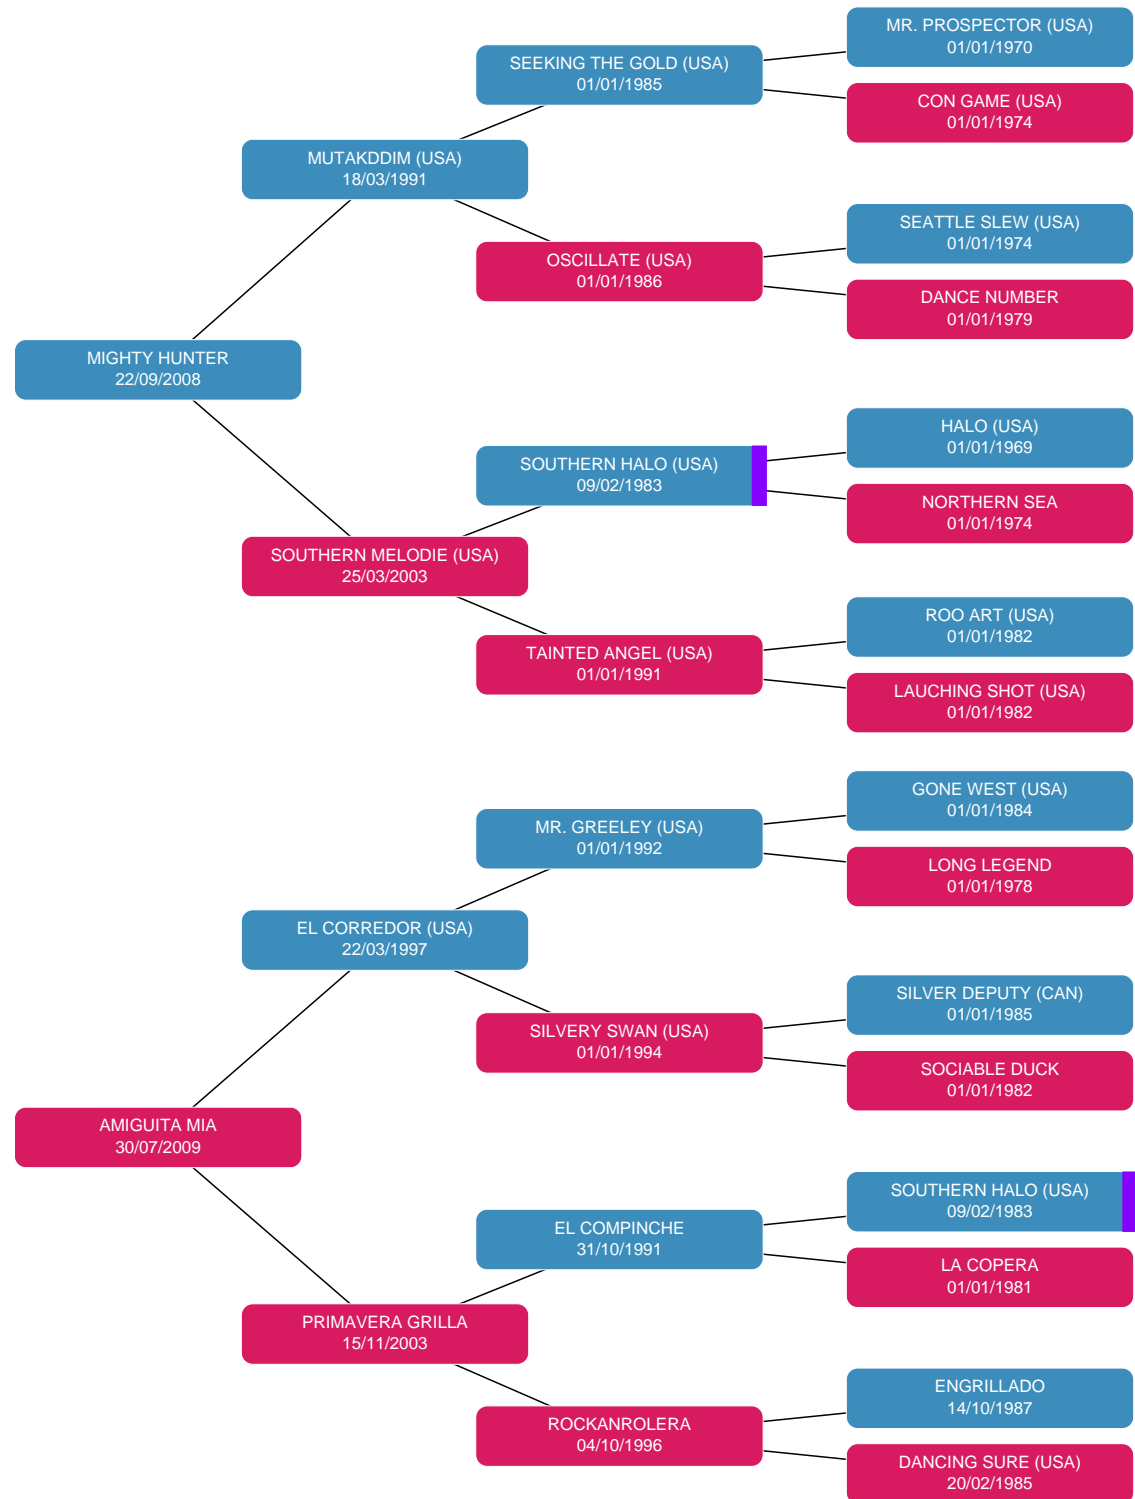 MR. PROSPECTOR (USA)
01/01/1970
SEEKING THE GOLD (USA)
01/01/1985
CON GAME (USA)
01/01/1974
MUTAKDDIM (USA)
18/03/1991
SEATTLE SLEW (USA)
01/01/1974
OSCILLATE (USA)
01/01/1986
DANCE NUMBER
01/01/1979
MIGHTY HUNTER
22/09/2008
HALO (USA)
01/01/1969
SOUTHERN HALO (USA)
09/02/1983
NORTHERN SEA
01/01/1974
SOUTHERN MELODIE (USA)
25/03/2003
ROO ART (USA)
01/01/1982
TAINTED ANGEL (USA)
01/01/1991
LAUCHING SHOT (USA)
01/01/1982
GONE WEST (USA)
01/01/1984
MR. GREELEY (USA)
01/01/1992
LONG LEGEND
01/01/1978
EL CORREDOR (USA)
22/03/1997
SILVER DEPUTY (CAN)
01/01/1985
SILVERY SWAN (USA)
01/01/1994
SOCIABLE DUCK
01/01/1982
AMIGUITA MIA
30/07/2009
SOUTHERN HALO (USA)
09/02/1983
EL COMPINCHE
31/10/1991
LA COPERA
01/01/1981
PRIMAVERA GRILLA
15/11/2003
ENGRILLADO
14/10/1987
ROCKANROLERA
04/10/1996
DANCING SURE (USA)
20/02/1985